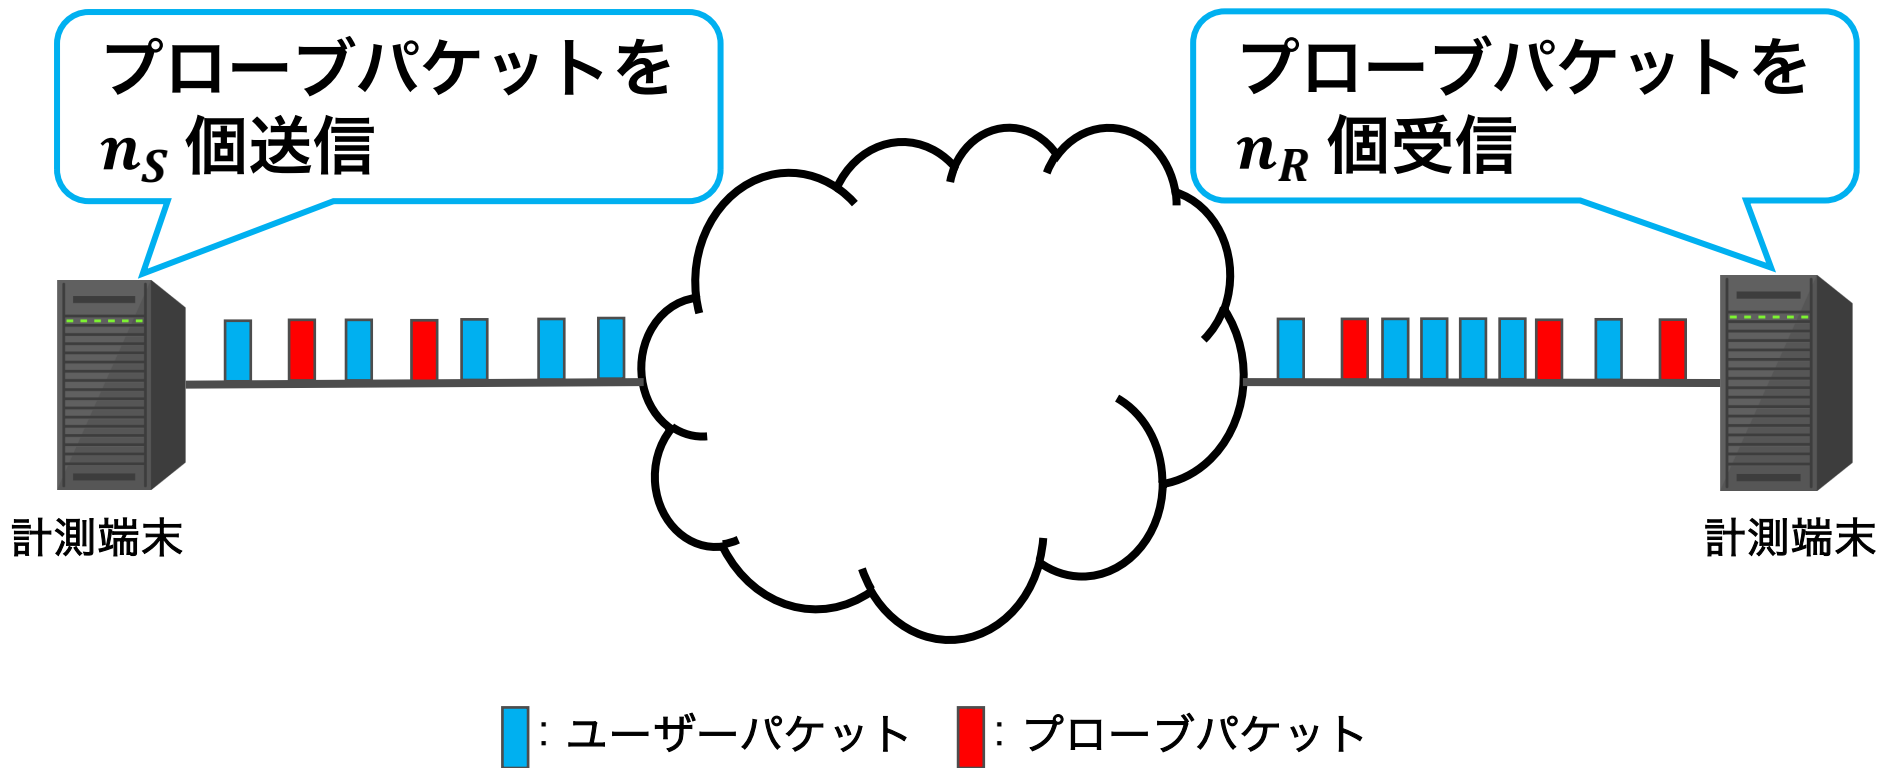 プローブパケットを
n_S 個送信
プローブパケットを
n_R 個受信
計測端末
計測端末
: ユーザーパケット
: プローブパケット